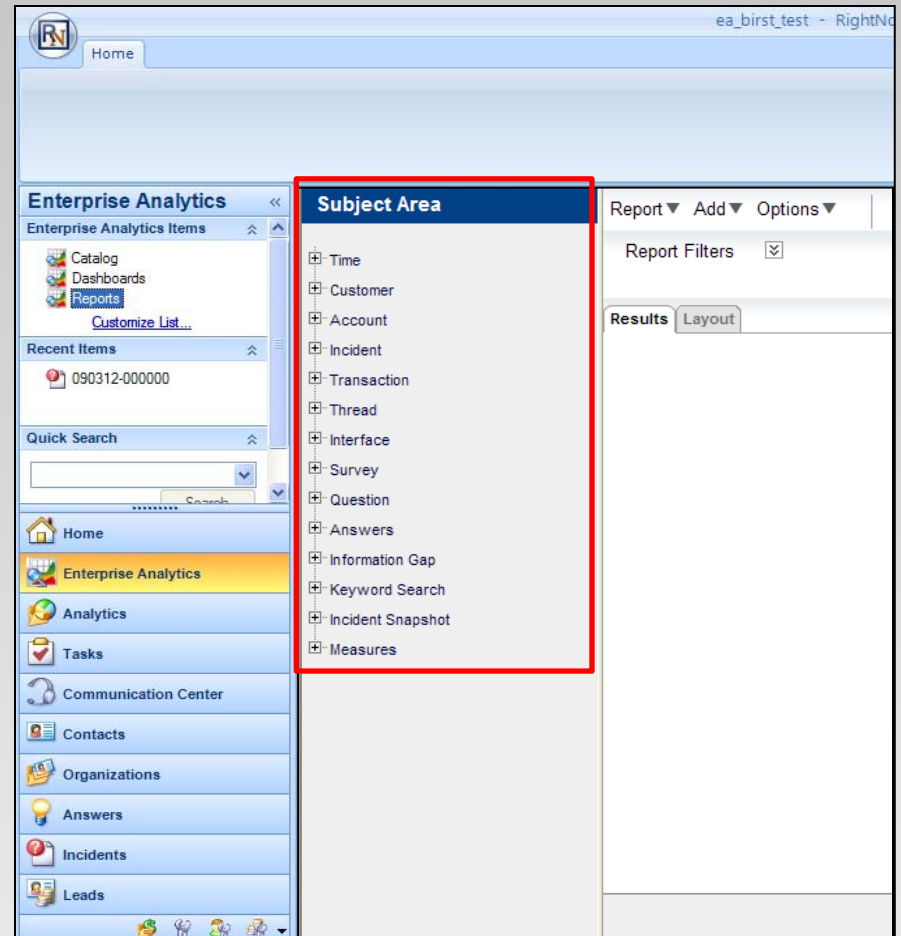 ea_birst_test - RightNo
RN
Home
Enterprise Analytics «
Enterprise Analytics Items
Catalog
Dashboards
Reports
Customize List...
Recent Items
090312-000000
Quick Search
Search
Home
Enterprise Analytics
Analytics
Tasks
Communication Center
Contacts
Organizations
Answers
Incidents
Leads
Subject Area
Time
Customer
Account
Incident
Transaction
Thread
Interface
Survey
Question
Answers
Information Gap
Keyword Search
Incident Snapshot
Measures
Report Add Options
Report Filters
Results Layout